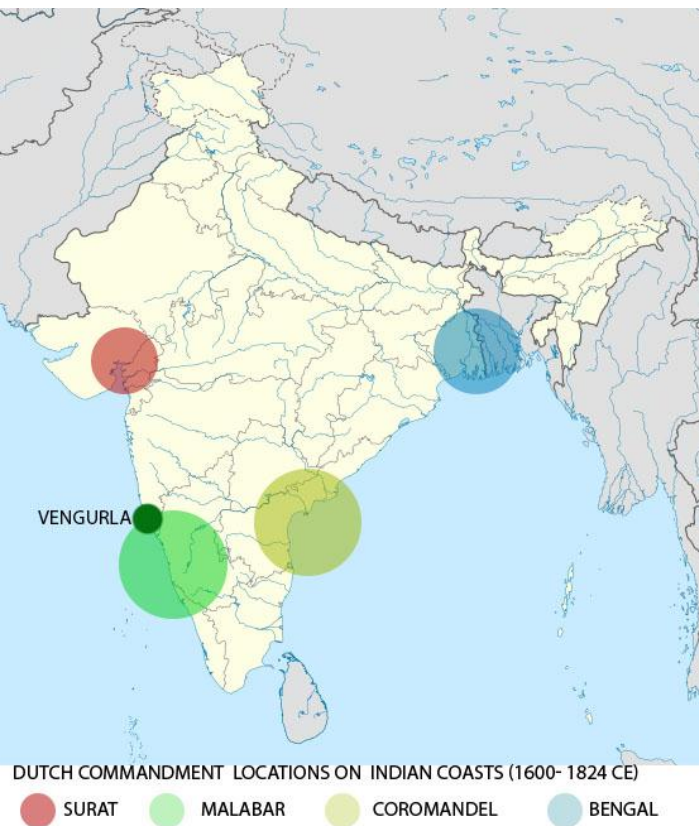 VENGURLA
DUTCH COMMANDMENT LOCATIONS ON INDIAN COASTS (1600- 1824 CE)
SURAT MALABAR COROMANDEL BENGAL